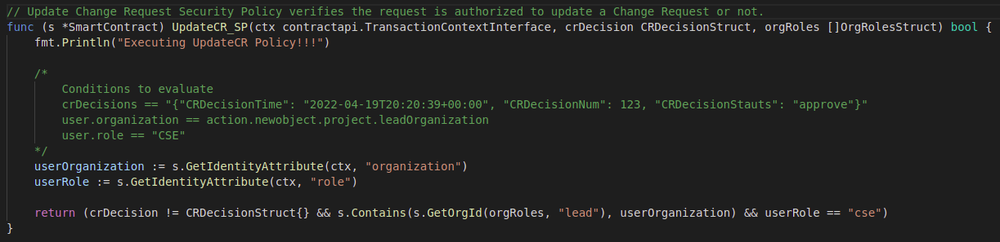 // Update Change Request Security Policy verifies the request is authorized to update a Change Request or not.
func (s *SmartContract) UpdateCR_SP(ctx contractapi.TransactionContextInterface, crDecision CRDecisionStruct, orgRoles []OrgRolesStruct) bool {
    fmt.Println("Executing UpdateCR Policy!!!")

    /*
        Conditions to evaluate
        crDecisions == "{"CRDecisionTime": "2022-04-19T20:20:39+00:00", "CRDecisionNum": 123, "CRDecisionStauts": "approve"}"
        user.organization == action.newobject.project.leadOrganization
        user.role == "CSE"
    */
    userOrganization := s.GetIdentityAttribute(ctx, "organization")
    userRole := s.GetIdentityAttribute(ctx, "role")

    return (crDecision != CRDecisionStruct{} && s.Contains(s.GetOrgId(orgRoles, "lead"), userOrganization) && userRole == "cse")
}